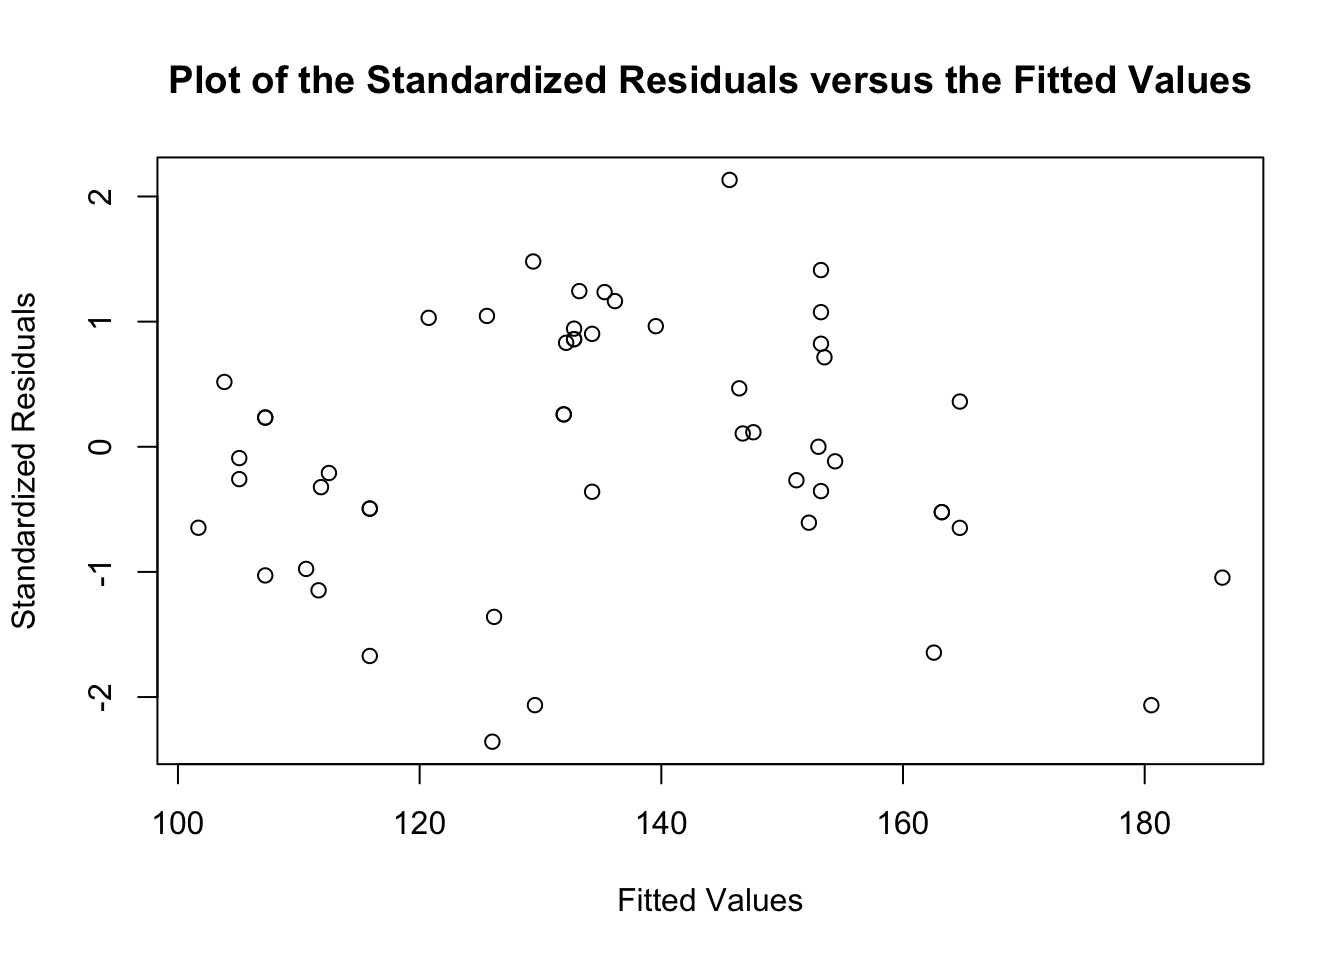 Plot of the Standardized Residuals versus the Fitted Values
Standardized Residuals
2
1
0
-1
-2
100 120 140 160 180
Fitted Values